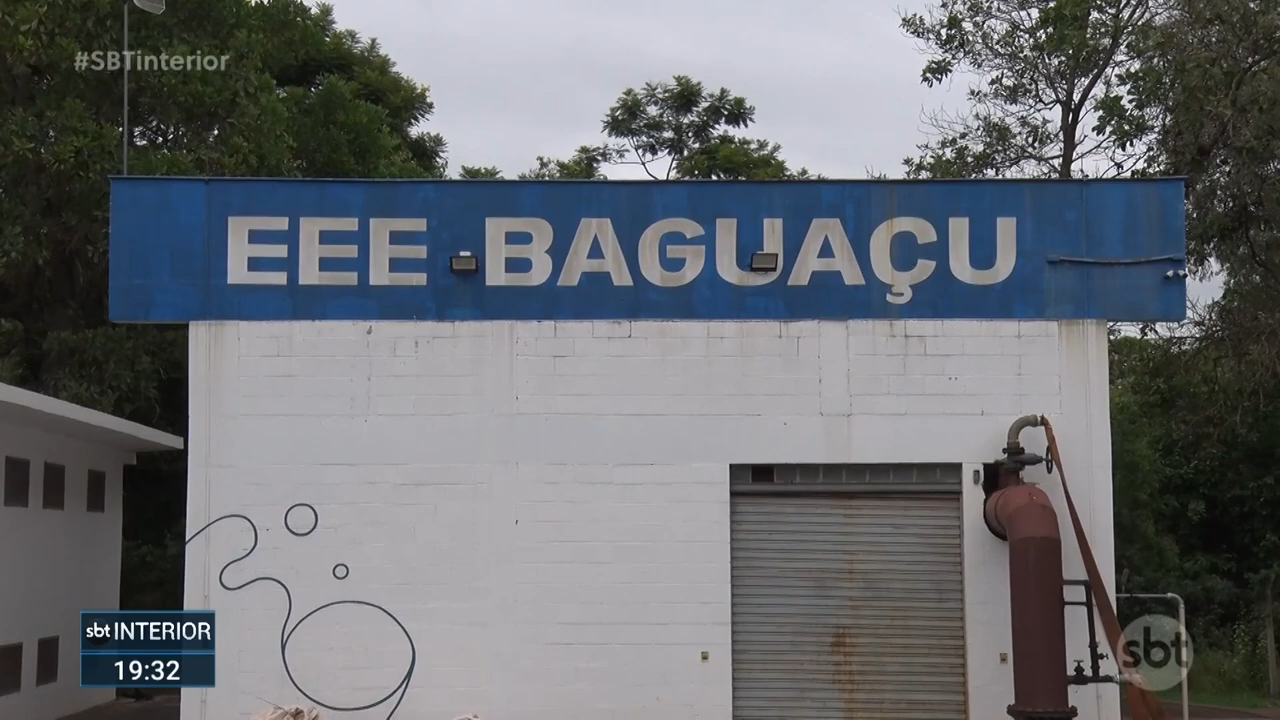 #SBTinterior
EEE BAGUAÇU
sbt INTERIOR
19:32
sbt